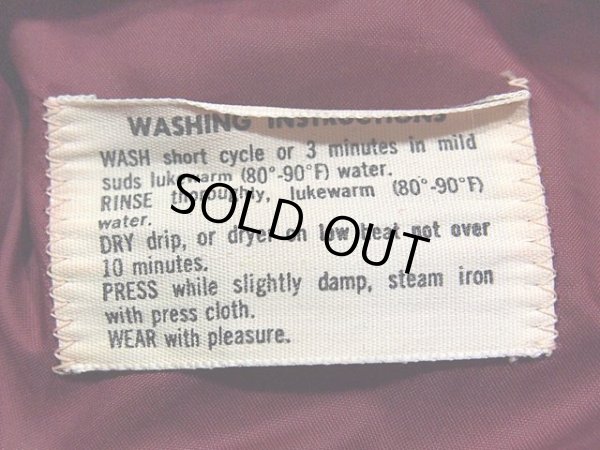 WASHING INSTRUCTIONS
WASH short cycle or 3 minutes in mild
suds lukewarm (80°-90°F) water.
RINSE thoroughly, lukewarm (80°-90°F)
water.
DRY drip, or dryer on low heat not over
10 minutes.
PRESS while slightly damp, steam iron
with press cloth.
WEAR with pleasure.
SOLD OUT